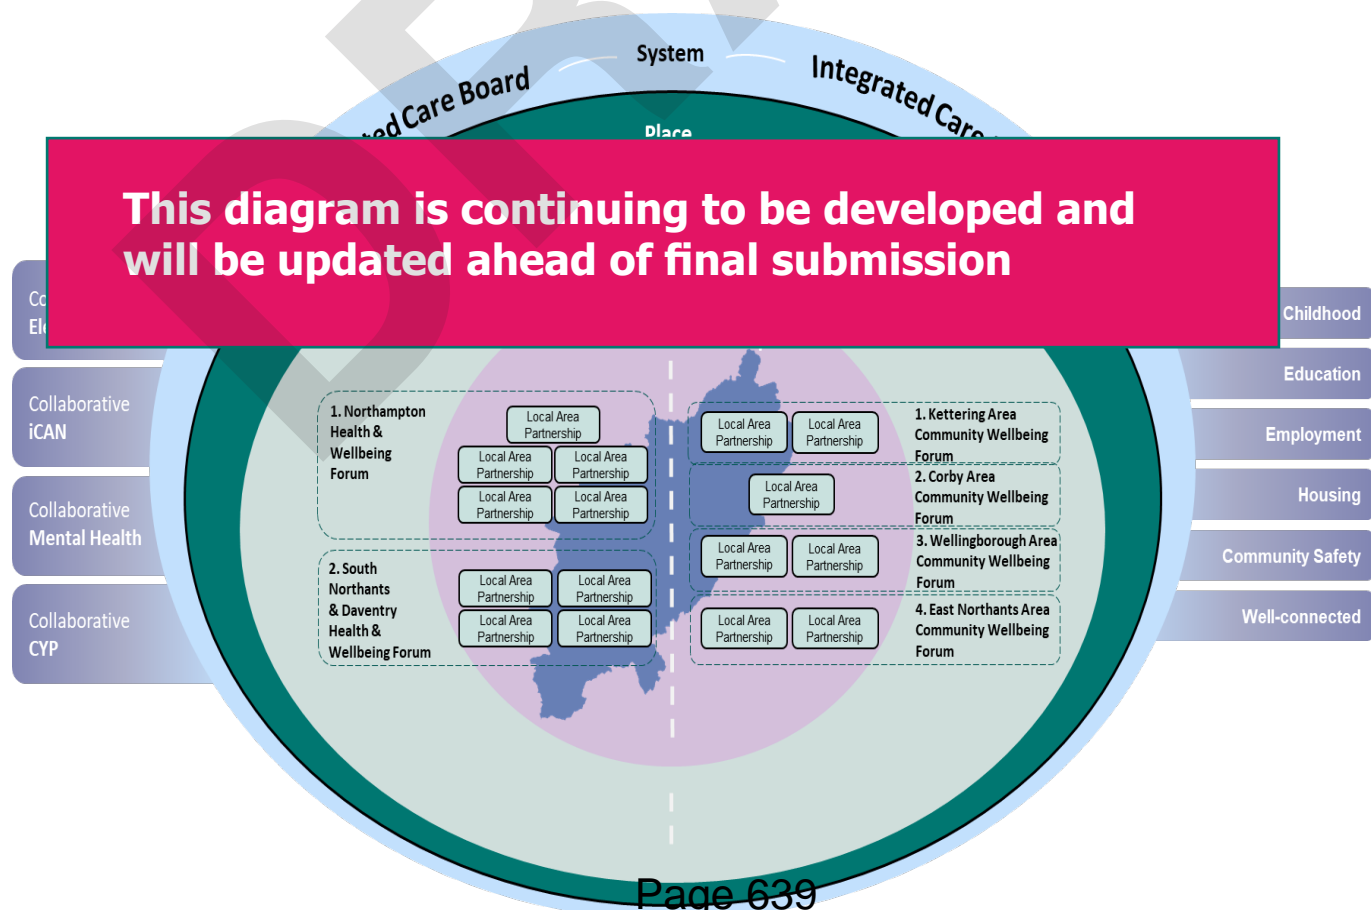 System
Care Board
Integrated Care
Place
This diagram is continuing to be developed and
will be updated ahead of final submission
Collaborative
iCAN
Collaborative
Mental Health
Collaborative
CYP
1. Northampton
Health &
Wellbeing
Forum
Local Area
Partnership
Local Area
Partnership
Local Area
Partnership
Local Area
Partnership
Local Area
Partnership
2. South
Northants
& Daventry
Health &
Wellbeing Forum
Local Area
Partnership
Local Area
Partnership
Local Area
Partnership
Local Area
Partnership
Local Area
Partnership
Local Area
Partnership
1. Kettering Area
Community Wellbeing
Forum
Local Area
Partnership
2. Corby Area
Community Wellbeing
Forum
Local Area
Partnership
Local Area
Partnership
3. Wellingborough Area
Community Wellbeing
Forum
Local Area
Partnership
Local Area
Partnership
4. East Northants Area
Community Wellbeing
Forum
Childhood
Education
Employment
Housing
Community Safety
Well-connected
Page 639